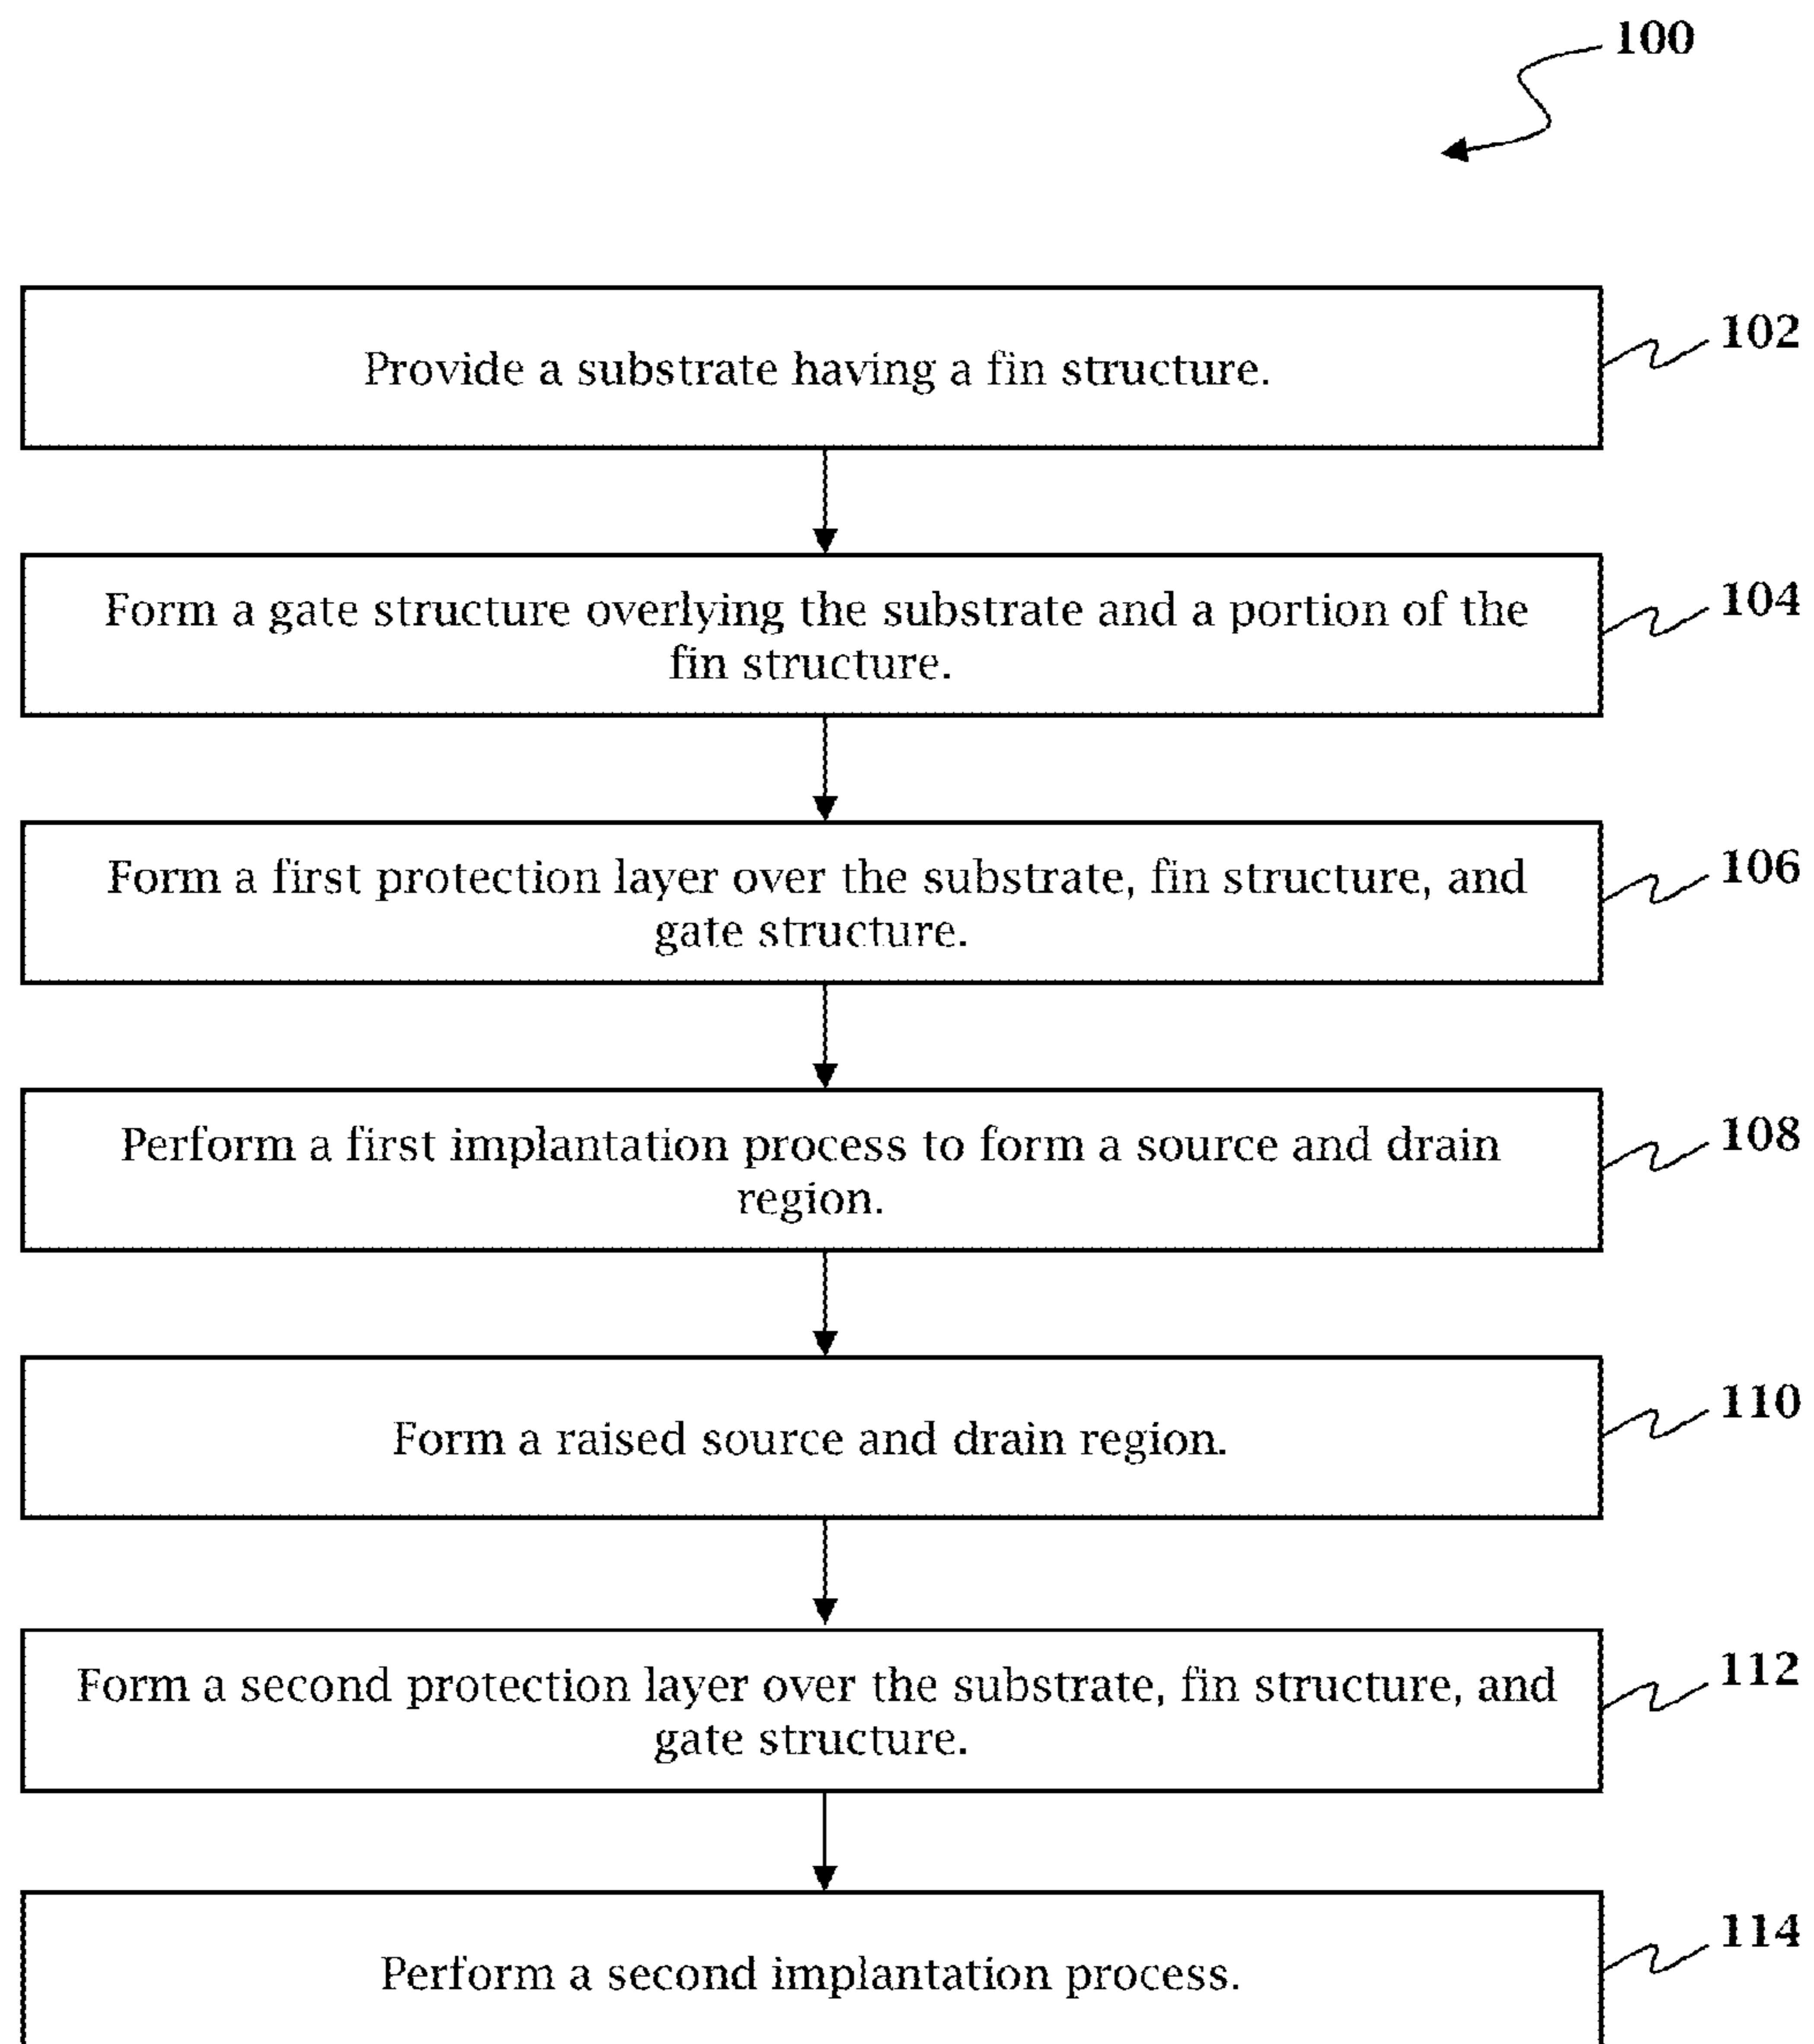 100
Provide a substrate having a fin structure.
102
Form a gate structure overlying the substrate and a portion of the
fin structure.
104
Form a first protection layer over the substrate, fin structure, and
gate structure.
106
Perform a first implantation process to form a source and drain
region.
108
Form a raised source and drain region.
110
Form a second protection layer over the substrate, fin structure, and
gate structure.
112
Perform a second implantation process.
114